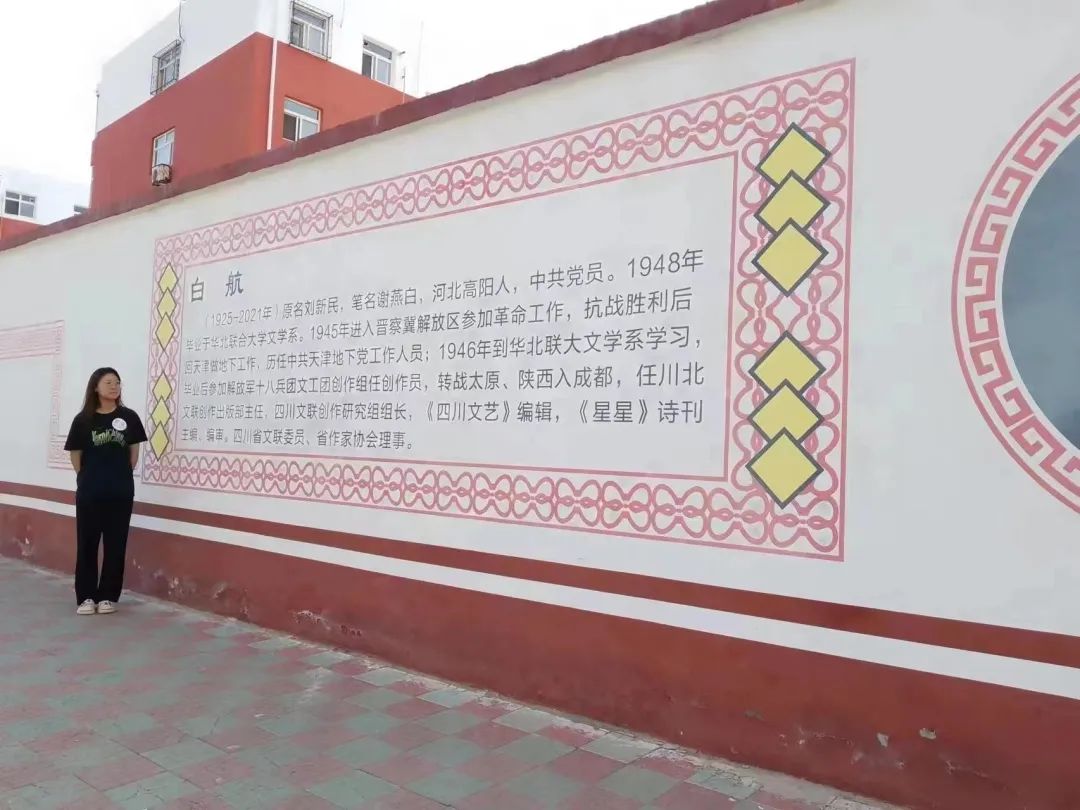 白 航
（1925-2021年）原名刘新民，笔名谢燕白，河北高阳人，中共党员。1948年
毕业于华北联合大学文学系。1945年进入晋察冀解放区参加革命工作，抗战胜利后
回天津做地下工作，历任中共天津地下党工作人员；1946年到华北联大文学系学习，
毕业后参加解放军十八兵团文工团创作组任创作员，转战太原、陕西入成都，任川北
文联创作出版部主任，四川文联创作研究组组长，《四川文艺》编辑，《星星》诗刊
主编、编审。四川省文联委员、省作家协会理事。